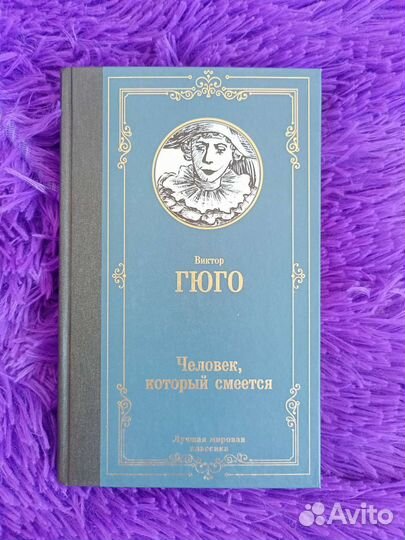 Виктор
ГЮГО
Человек,
который смеется
Лучшая мировая
классика
Avito